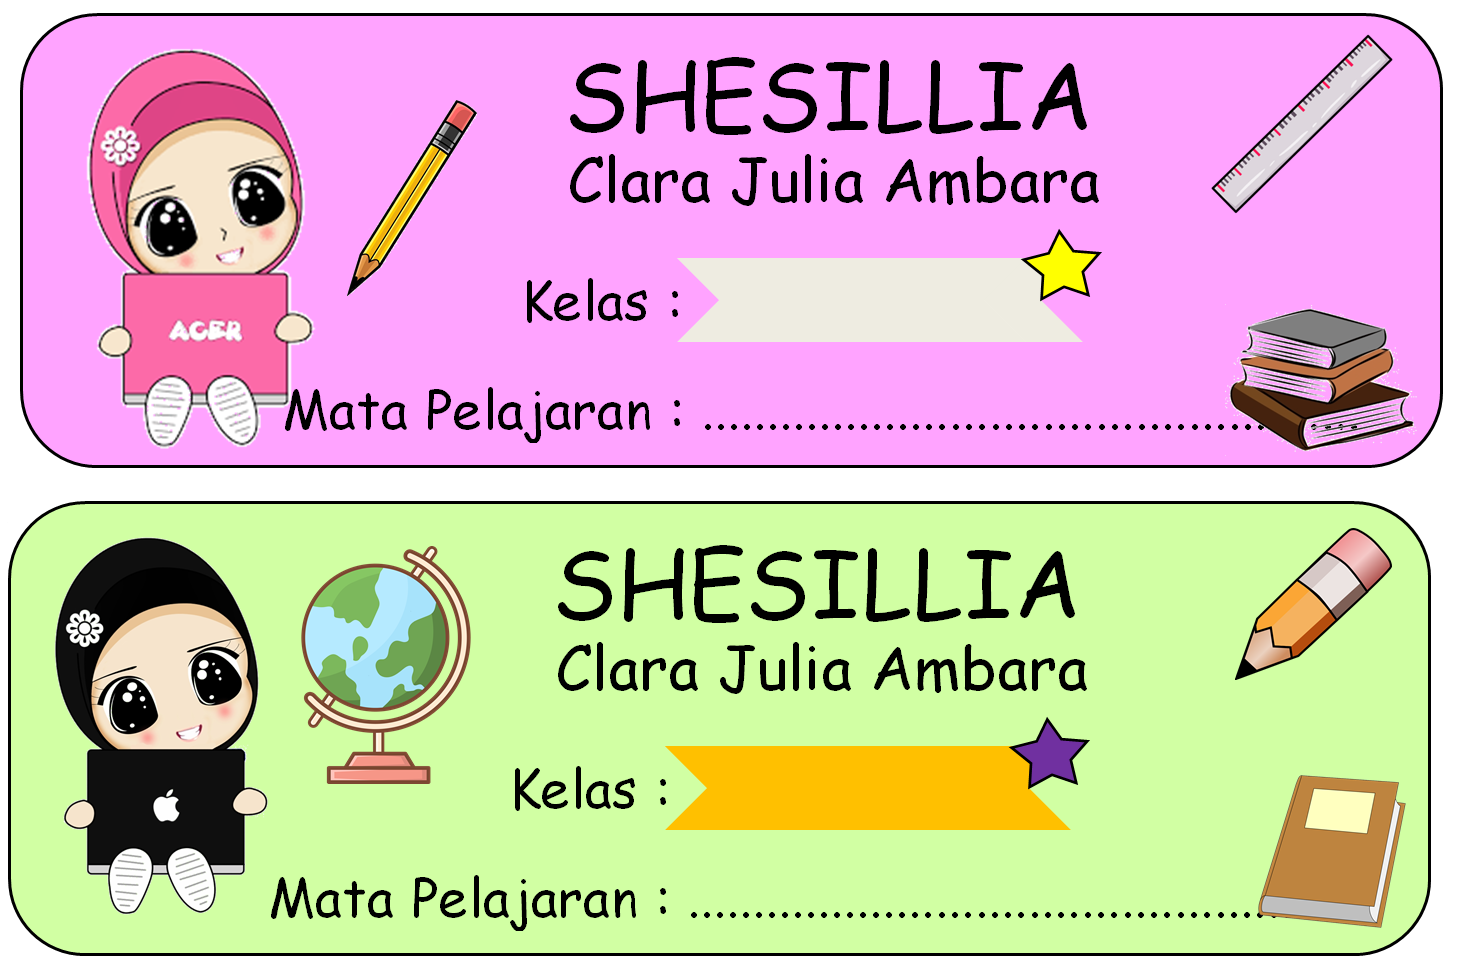 SHESILLIA
Clara Julia Ambara
Kelas :
ACER
Mata Pelajaran : ............................................
SHESILLIA
Clara Julia Ambara
Kelas :
Mata Pelajaran : ............................................